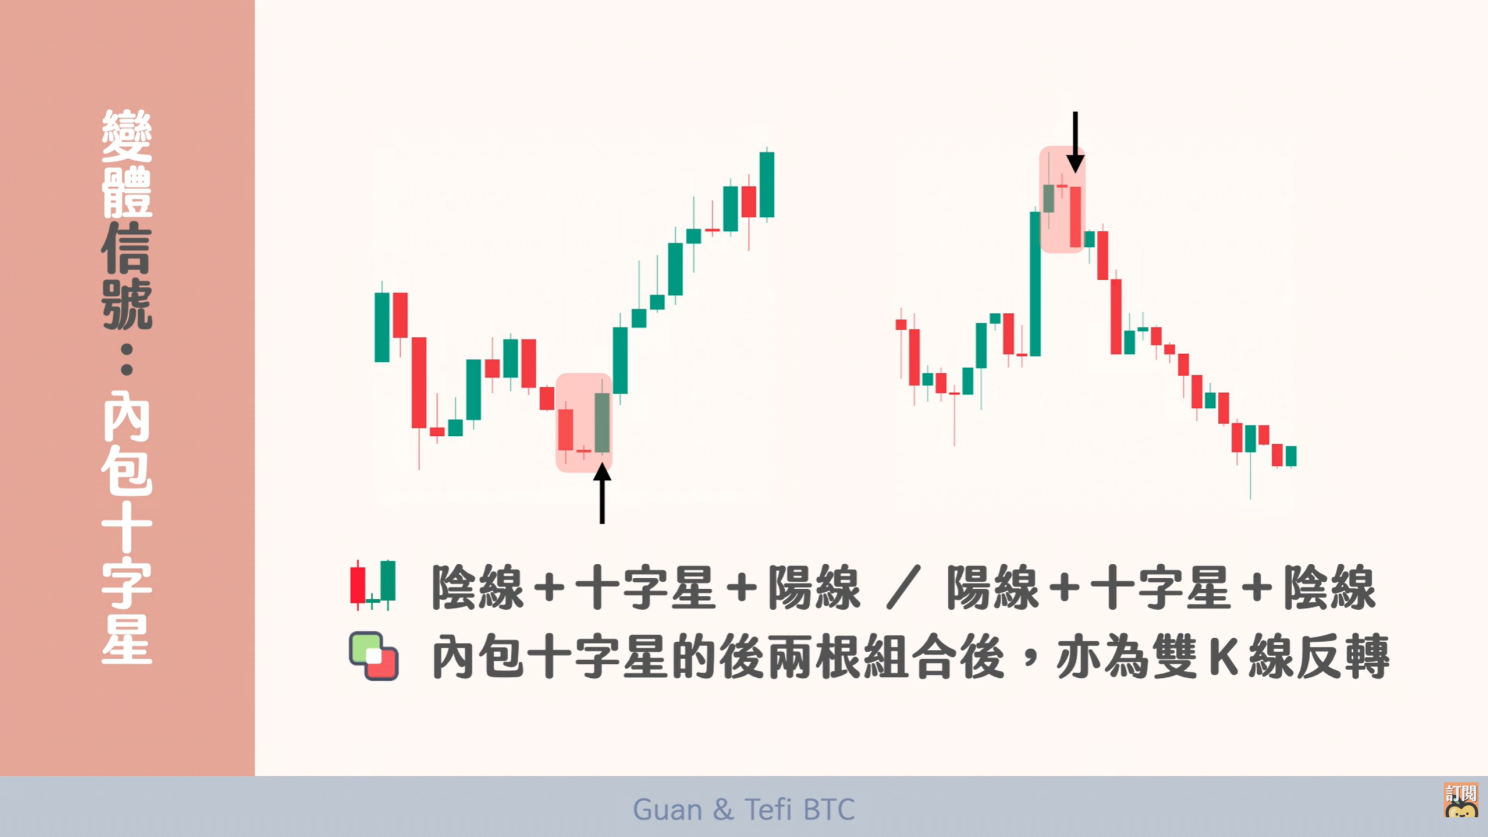 變體信號：內包十字星
陰線＋十字星＋陽線 ／ 陽線＋十字星＋陰線
內包十字星的後兩根組合後，亦為雙K線反轉
Guan & Tefi BTC
訂閱